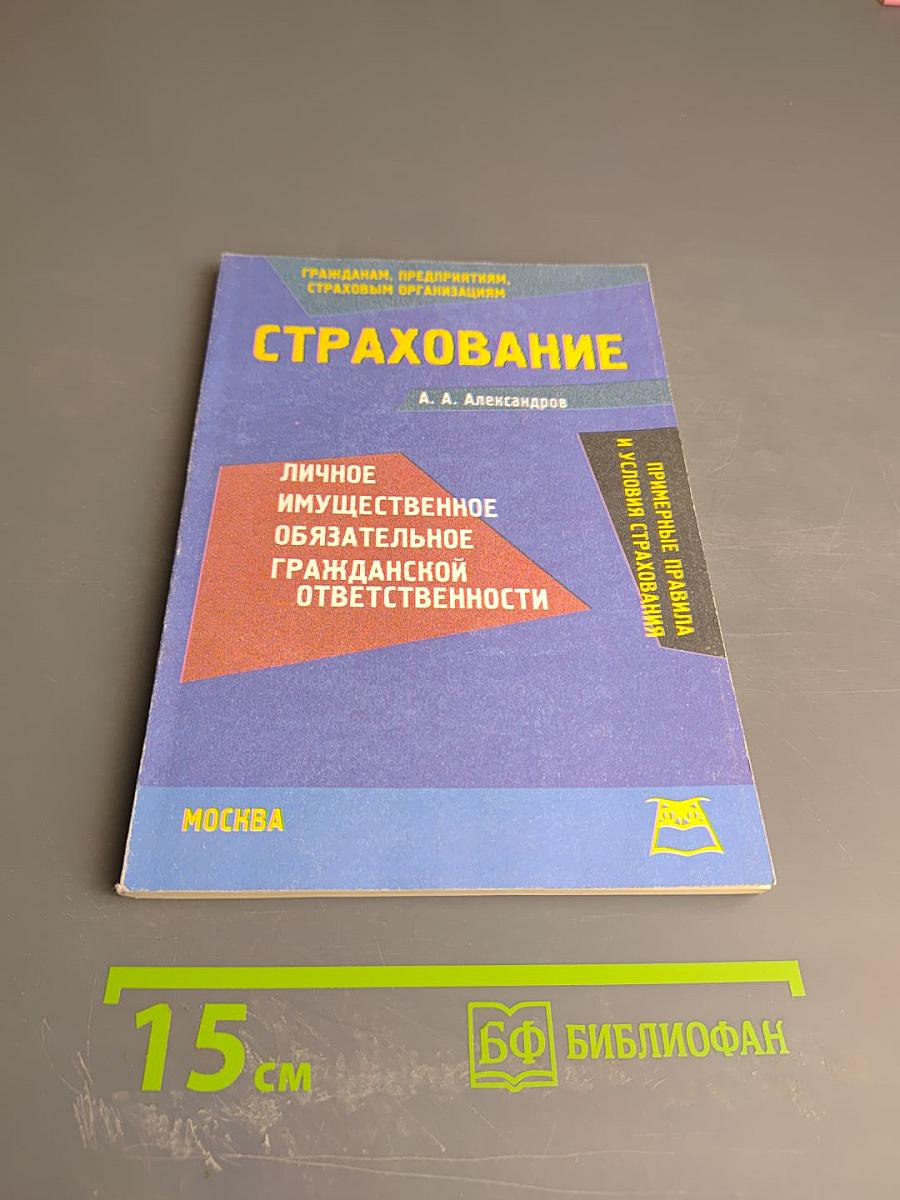 ГРАЖДАНАМ, ПРЕДПРИЯТИЯМ,
СТРАХОВЫМ ОРГАНИЗАЦИЯМ
СТРАХОВАНИЕ
А. А. Александров
ЛИЧНОЕ
ИМУЩЕСТВЕННОЕ
ОБЯЗАТЕЛЬНОЕ
ГРАЖДАНСКОЙ
ОТВЕТСТВЕННОСТИ
ПРИМЕРНЫЕ ПРАВИЛА
И УСЛОВИЯ СТРАХОВАНИЯ
МОСКВА
15 см
БФ БИБЛИОФАН